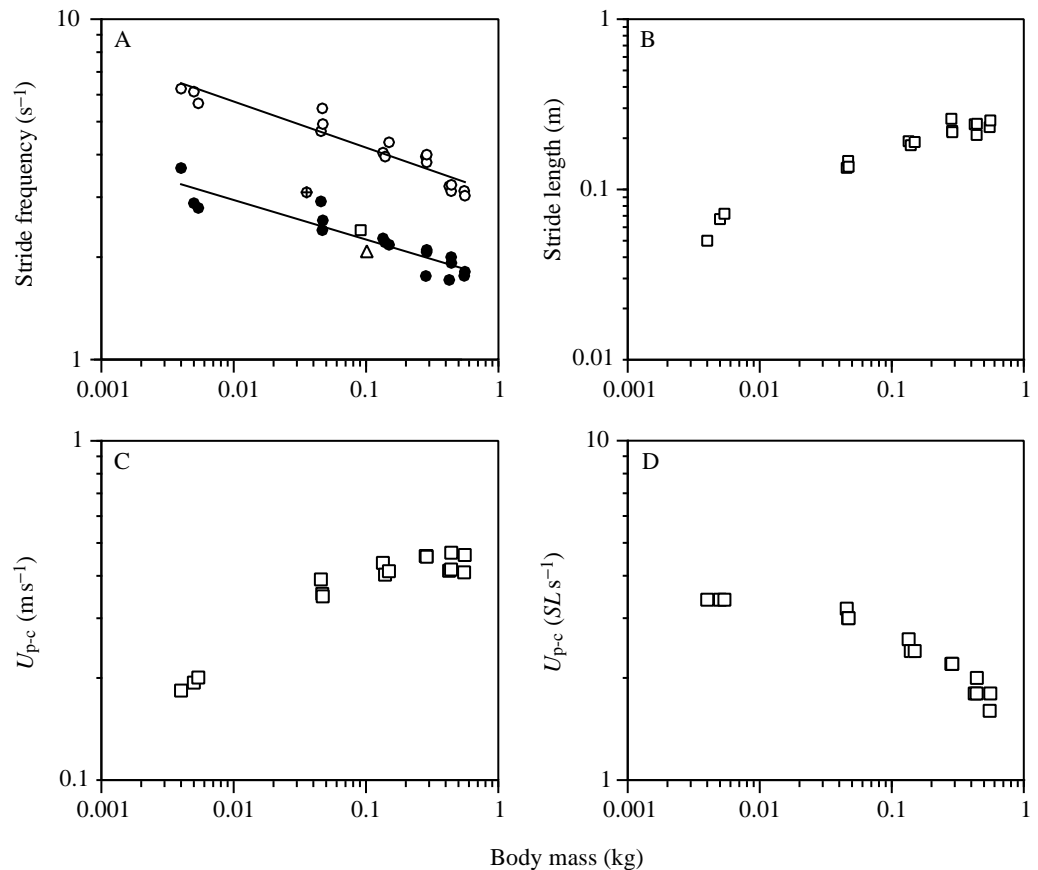 10
A
Stride frequency (s⁻¹)
1
0.001
0.01
0.1
1
1
B
Stride length (m)
0.1
0.01
0.001
0.01
0.1
1
1
C
Up-c (m s⁻¹)
0.1
0.001
0.01
0.1
1
10
D
Up-c (SL s⁻¹)
1
0.001
0.01
0.1
1
Body mass (kg)